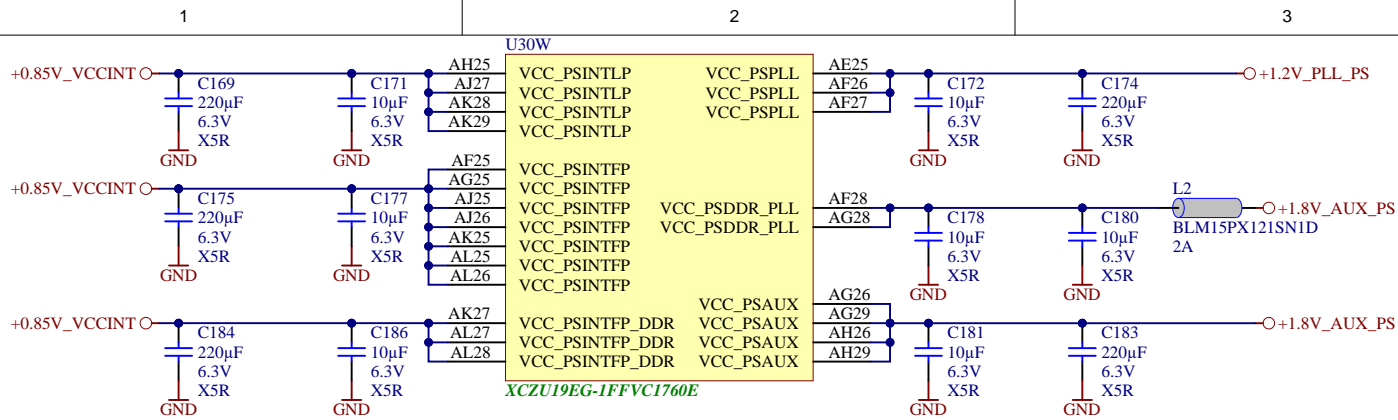 1 2 3
U30W
+0.85V_VCCINT
C169
220µF
6.3V
X5R
GND
C171
10µF
6.3V
X5R
GND
AH25 VCC_PSINTLP
AJ27 VCC_PSINTLP
AK28 VCC_PSINTLP
AK29 VCC_PSINTLP
VCC_PSPLL AE25
VCC_PSPLL AF26
VCC_PSPLL AF27
C172
10µF
6.3V
X5R
GND
C174
220µF
6.3V
X5R
GND
+1.2V_PLL_PS
+0.85V_VCCINT
C175
220µF
6.3V
X5R
GND
C177
10µF
6.3V
X5R
GND
AF25 VCC_PSINTFP
AG25 VCC_PSINTFP
AJ25 VCC_PSINTFP
AJ26 VCC_PSINTFP
AK25 VCC_PSINTFP
AL25 VCC_PSINTFP
AL26 VCC_PSINTFP
VCC_PSDDR_PLL AF28
VCC_PSDDR_PLL AG28
C178
10µF
6.3V
X5R
GND
C180
10µF
6.3V
X5R
GND
L2
BLM15PX121SN1D
2A
+1.8V_AUX_PS
+0.85V_VCCINT
C184
220µF
6.3V
X5R
GND
C186
10µF
6.3V
X5R
GND
AK27 VCC_PSINTFP_DDR
AL27 VCC_PSINTFP_DDR
AL28 VCC_PSINTFP_DDR
VCC_PSAUX AG26
VCC_PSAUX AG29
VCC_PSAUX AH26
VCC_PSAUX AH29
C181
10µF
6.3V
X5R
GND
C183
220µF
6.3V
X5R
GND
+1.8V_AUX_PS
XCZU19EG-1FFVC1760E